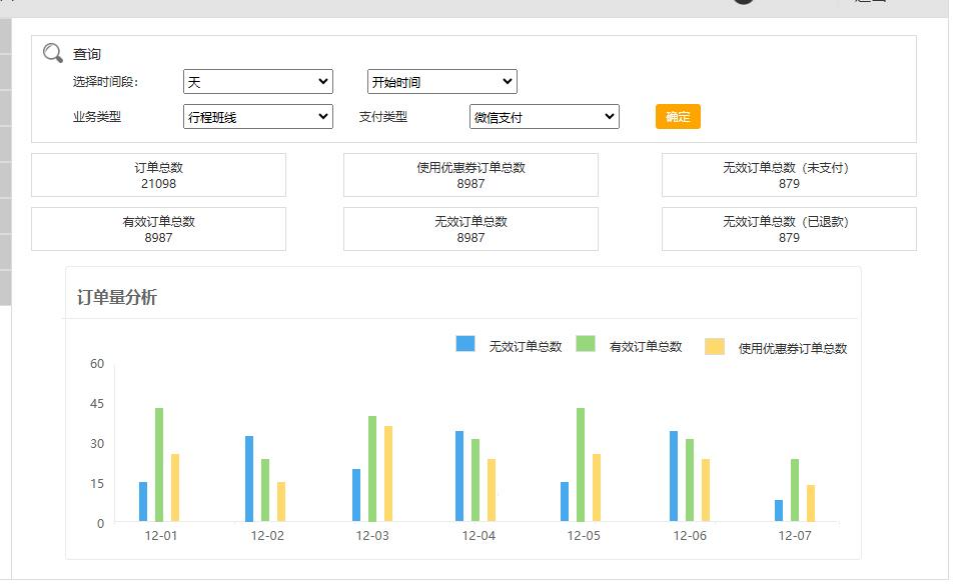 查询
选择时间段： 天 开始时间
业务类型 行程班线 支付类型 微信支付 确定
订单总数 使用优惠券订单总数 无效订单总数（未支付）
21098 8987 879
有效订单总数 无效订单总数 无效订单总数（已退款）
8987 8987 879
订单量分析
无效订单总数 有效订单总数 使用优惠券订单总数
60
45
30
15
0
12-01 12-02 12-03 12-04 12-05 12-06 12-07